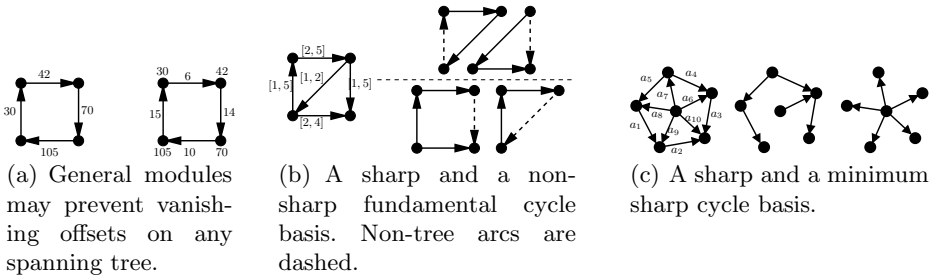 42
30
70
105
30
6
42
15
14
105
10
70
[2, 5]
[1, 5]
[1, 2]
[1, 5]
[2, 4]
a5
a4
a7
a6
a1
a8
a10
a3
a9
a2
(a) General modules
may prevent vanish-
ing offsets on any
spanning tree.
(b) A sharp and a non-
sharp fundamental cycle
basis. Non-tree arcs are
dashed.
(c) A sharp and a minimum
sharp cycle basis.